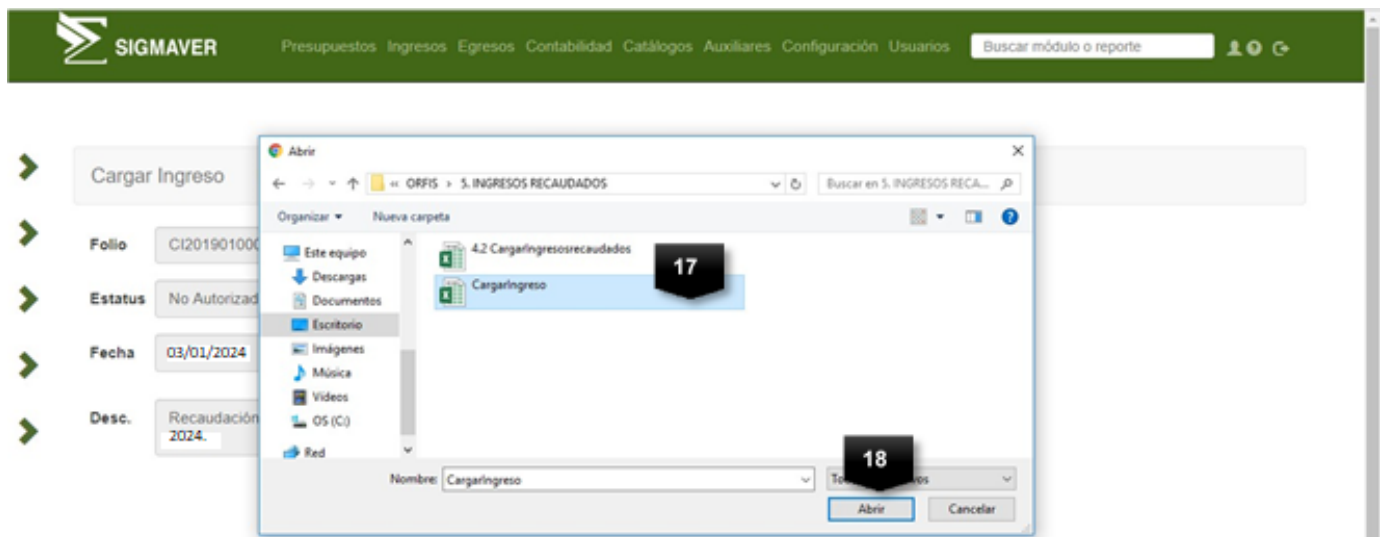 SIGMAVER
Presupuestos Ingresos Egresos Contabilidad Catálogos Auxiliares Configuración Usuarios
Buscar módulo o reporte
Cargar Ingreso
Folio
CI20190100
Estatus
No Autorizad
Fecha
03/01/2024
Desc.
Recaudación
2024.
Abrir
« ORFIS › 5. INGRESOS RECAUDADOS
Buscar en 5. INGRESOS RECA...
Organizar
Nueva carpeta
Este equipo
Descargas
Documentos
Escritorio
Imágenes
Música
Videos
OS (C:)
Red
4.2 CargarIngresosrecaudados
CargarIngreso
17
18
Nombre: CargarIngreso
Abrir
Cancelar